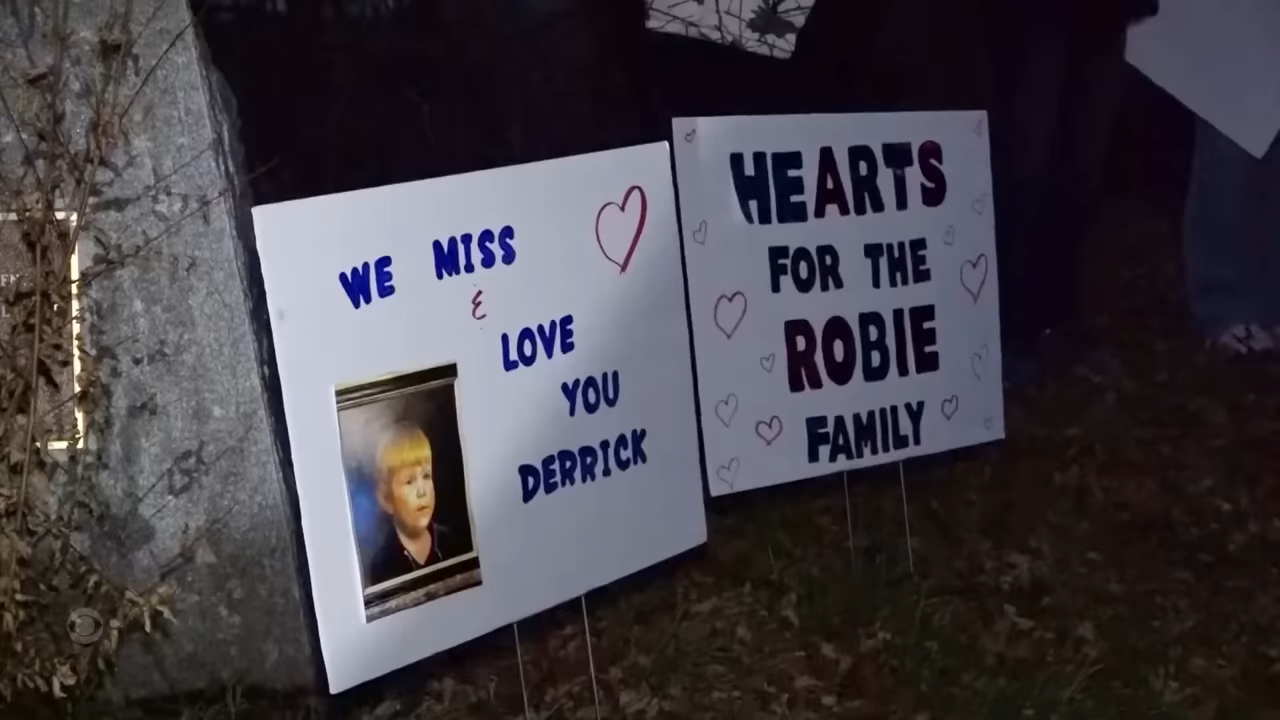 WE MISS
&
LOVE
YOU
DERRICK
HEARTS
FOR THE
ROBIE
FAMILY